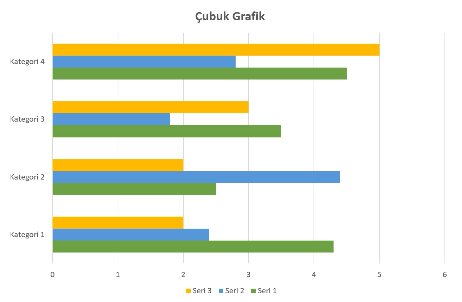 Çubuk Grafik
Kategori 4
Kategori 3
Kategori 2
Kategori 1
0 1 2 3 4 5 6
Seri 3 Seri 2 Seri 1